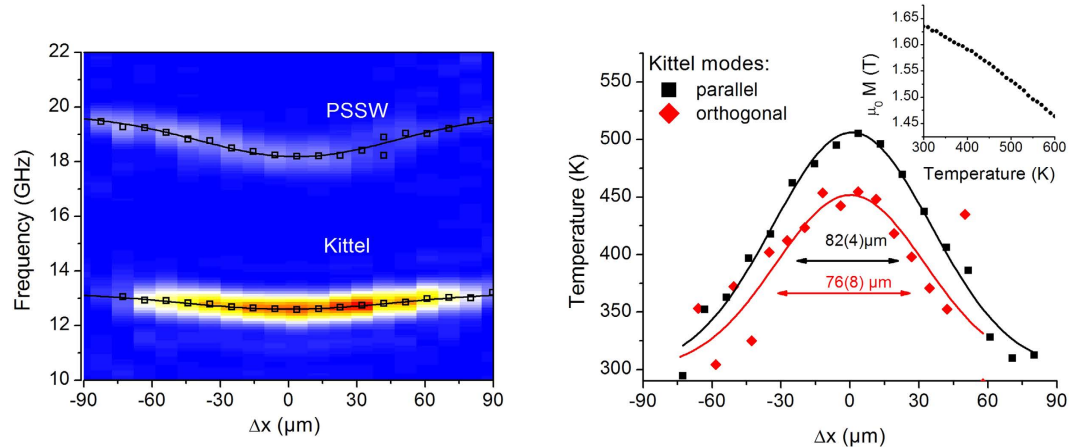 22
20
18
16
14
12
10
Frequency (GHz)
PSSW
Kittel
-90 -60 -30 0 30 60 90
Δx (μm)
550
500
450
400
350
300
Temperature (K)
Kittel modes:
parallel
orthogonal
82(4)μm
76(8) μm
-90 -60 -30 0 30 60 90
Δx (μm)
1.65
1.60
1.55
1.50
1.45
μ₀ M (T)
300 400 500 600
Temperature (K)